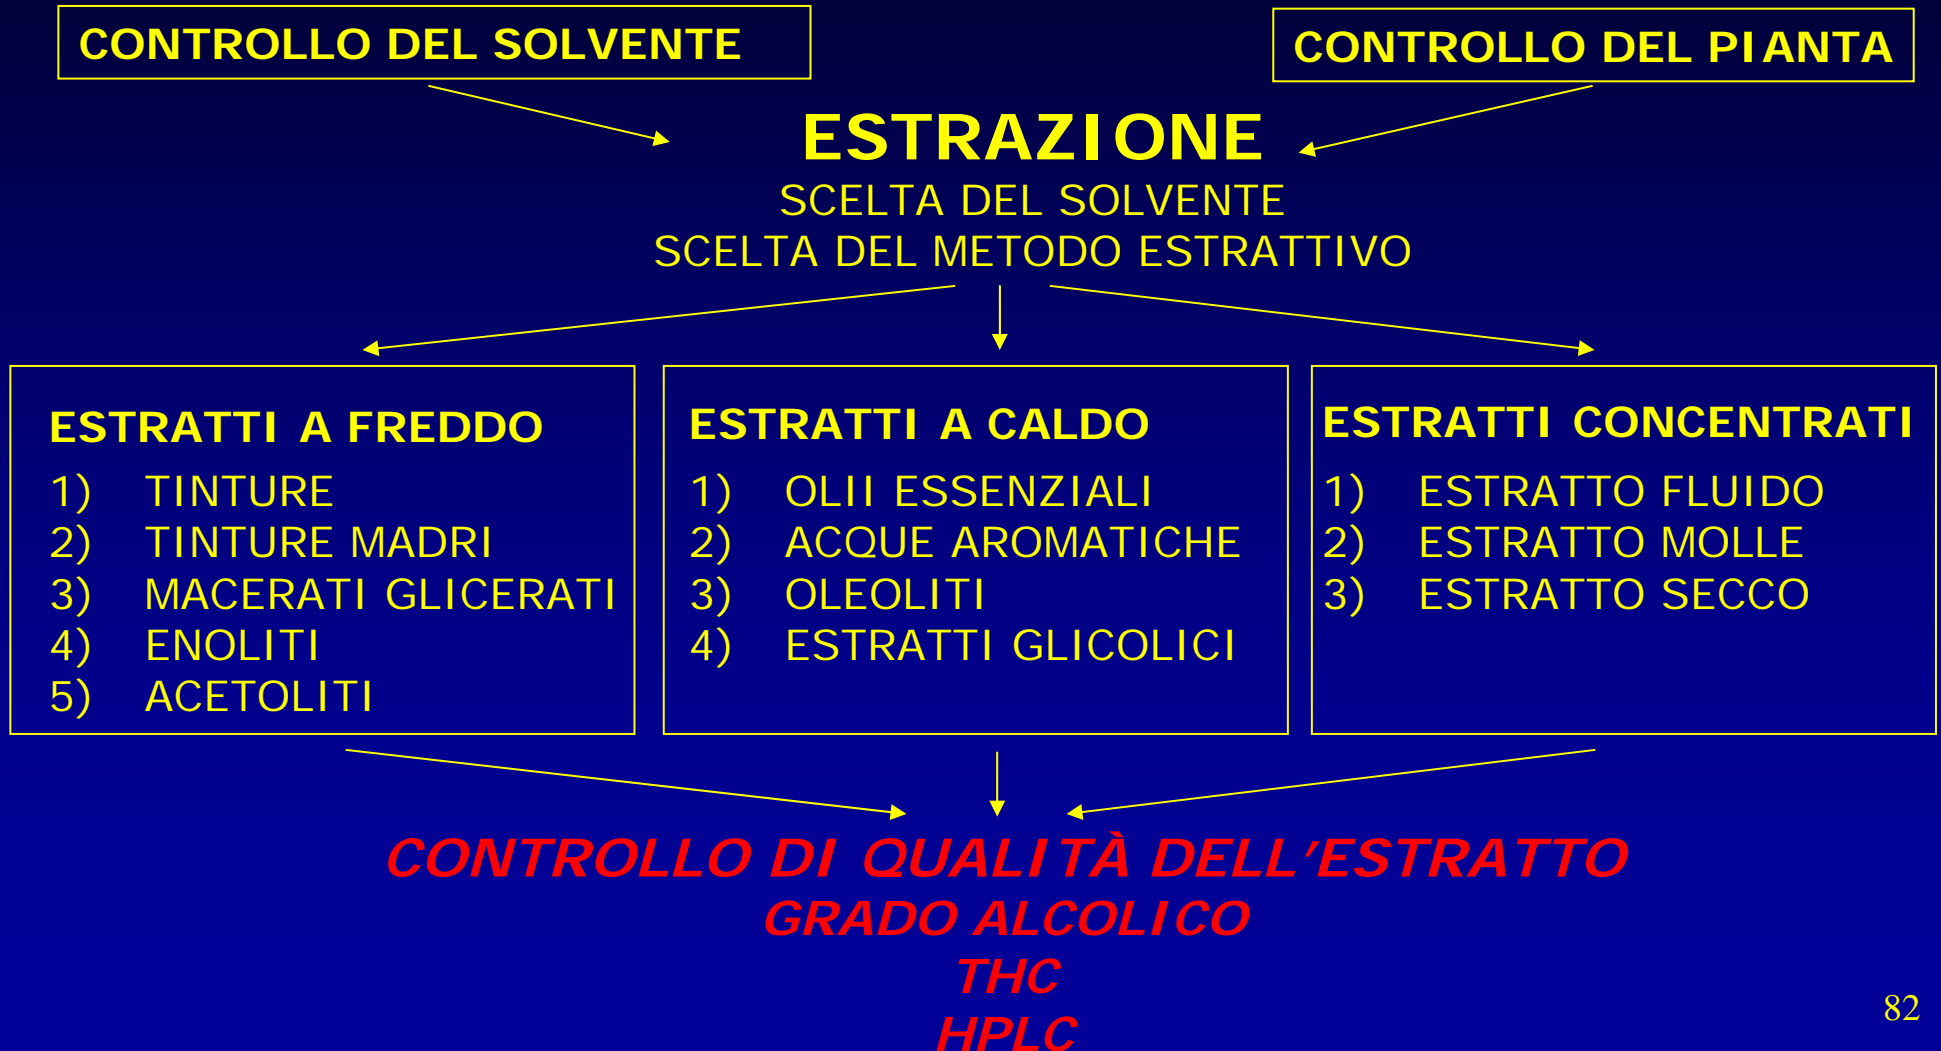 CONTROLLO DEL SOLVENTE
CONTROLLO DEL PIANTA
ESTRAZIONE
SCELTA DEL SOLVENTE
SCELTA DEL METODO ESTRATTIVO
ESTRATTI A FREDDO
1) TINTURE
2) TINTURE MADRI
3) MACERATI GLICERATI
4) ENOLITI
5) ACETOLITI
ESTRATTI A CALDO
1) OLII ESSENZIALI
2) ACQUE AROMATICHE
3) OLEOLITI
4) ESTRATTI GLICOLICI
ESTRATTI CONCENTRATI
1) ESTRATTO FLUIDO
2) ESTRATTO MOLLE
3) ESTRATTO SECCO
CONTROLLO DI QUALITÀ DELL'ESTRATTO
GRADO ALCOLICO
THC
HPLC
82